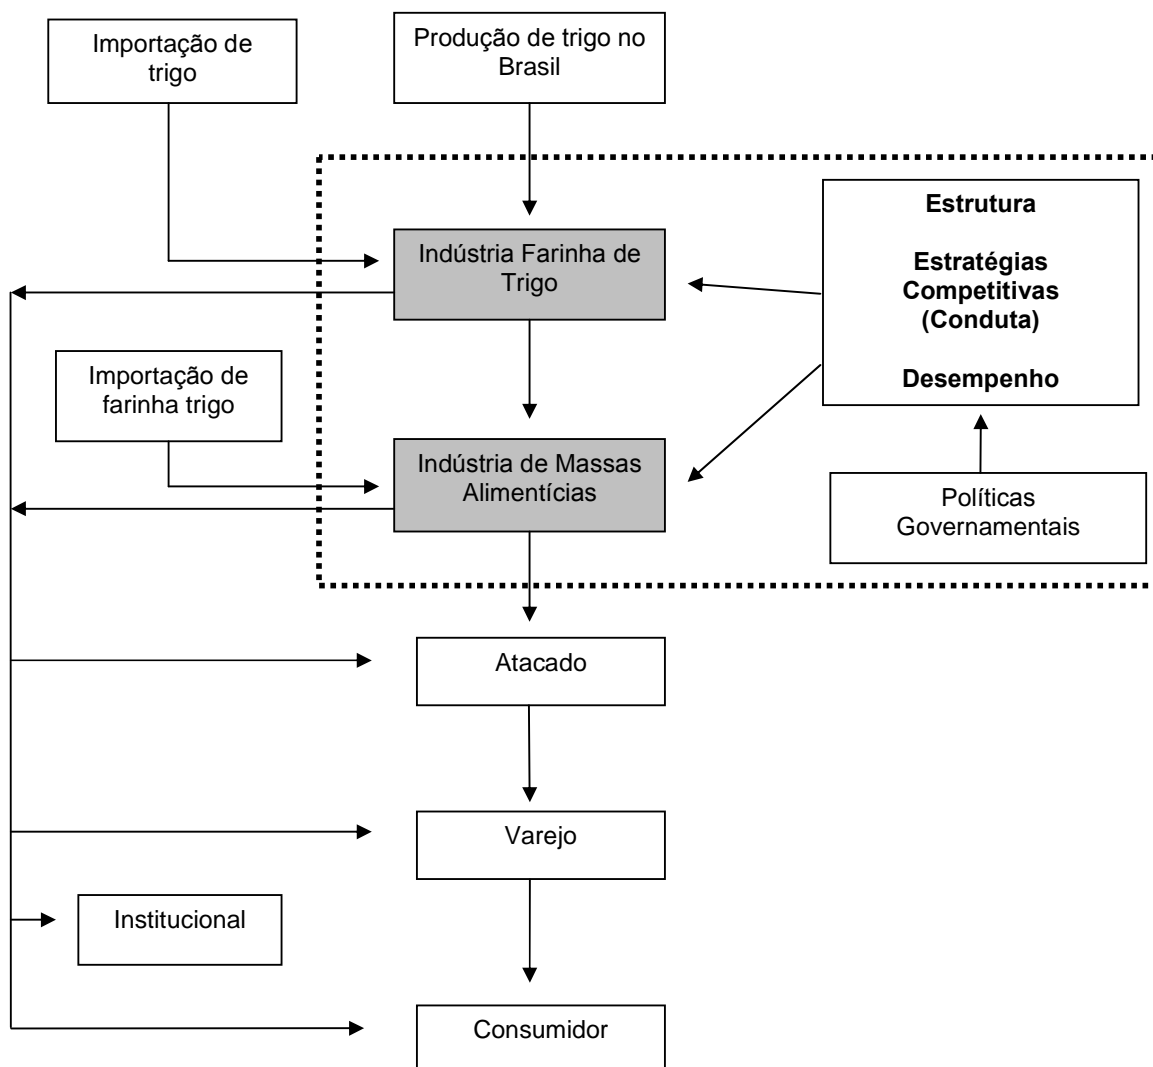 Importação de
trigo
Produção de trigo no
Brasil
Estrutura
Estratégias
Competitivas
(Conduta)
Desempenho
Indústria Farinha de
Trigo
Importação de
farinha trigo
Indústria de Massas
Alimentícias
Políticas
Governamentais
Atacado
Varejo
Institucional
Consumidor